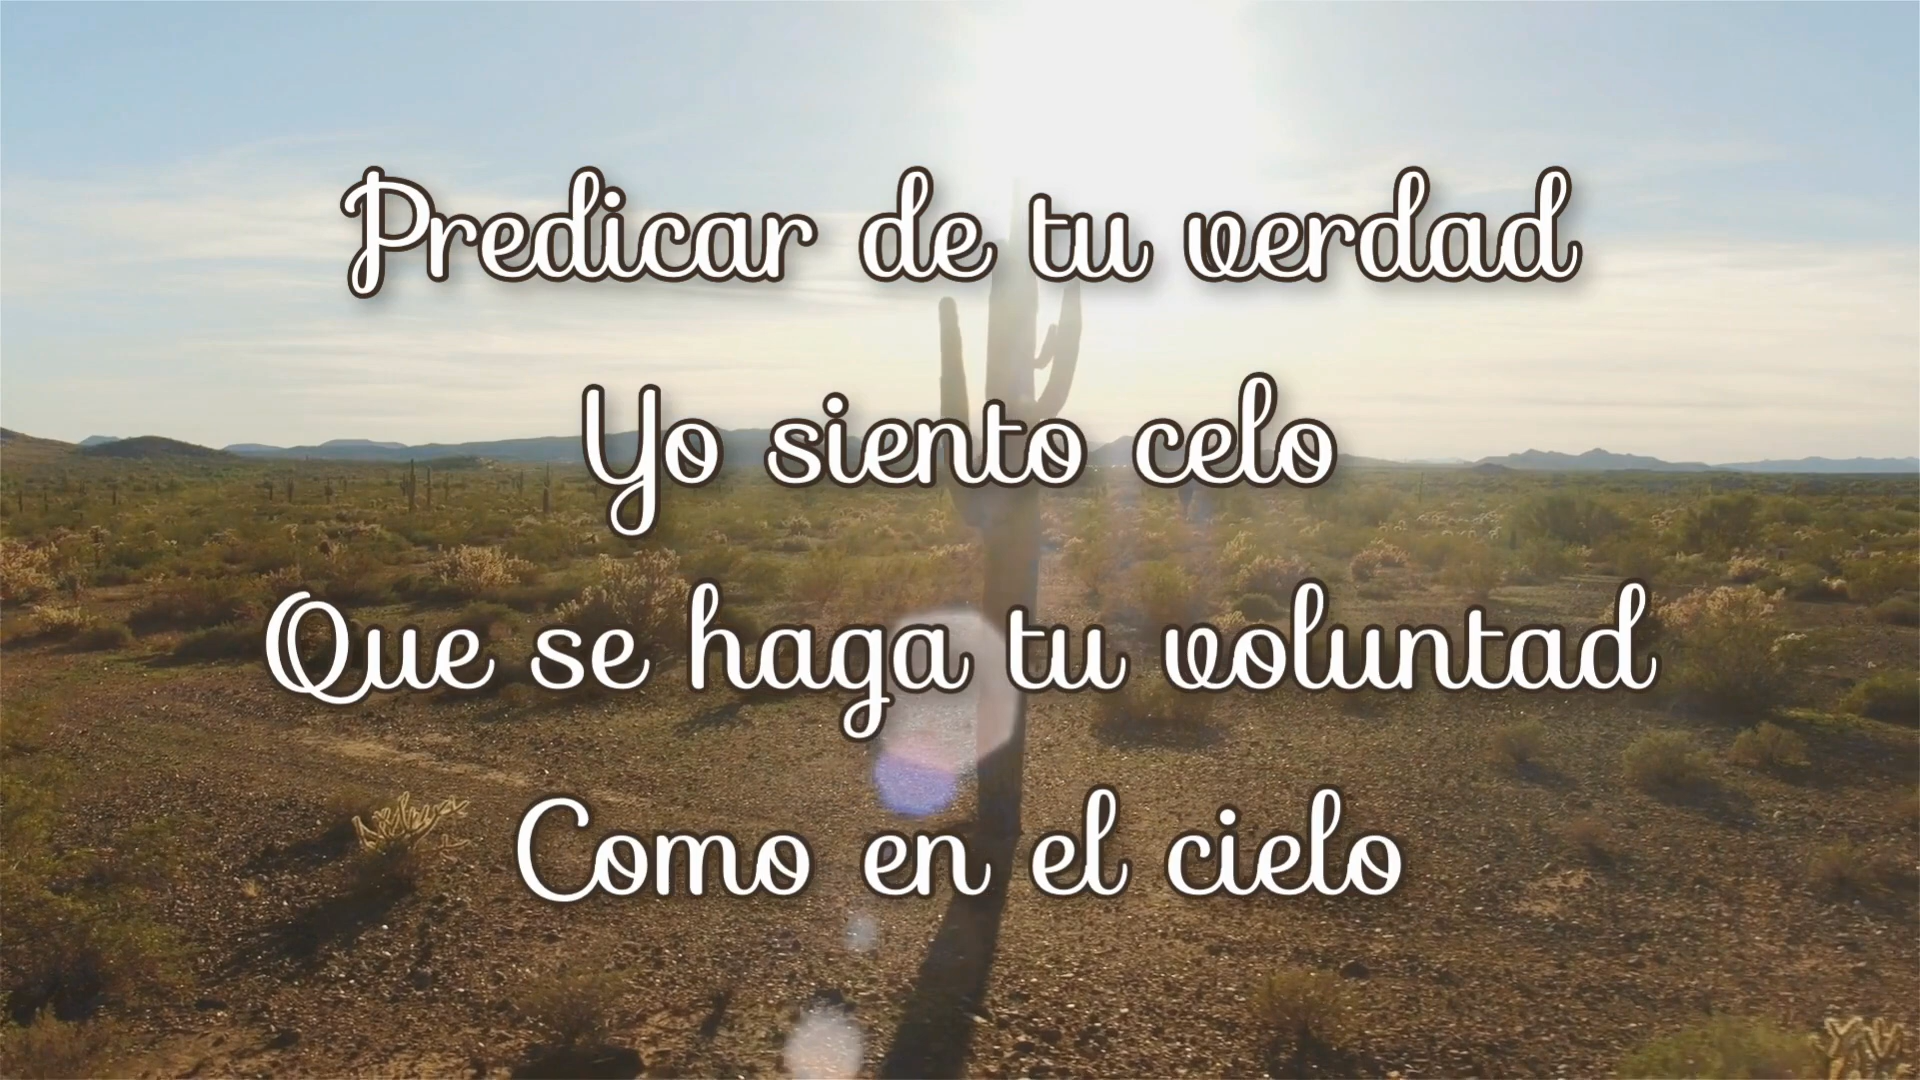 Predicar de tu verdad
Yo siento celo
Que se haga tu voluntad
Como en el cielo